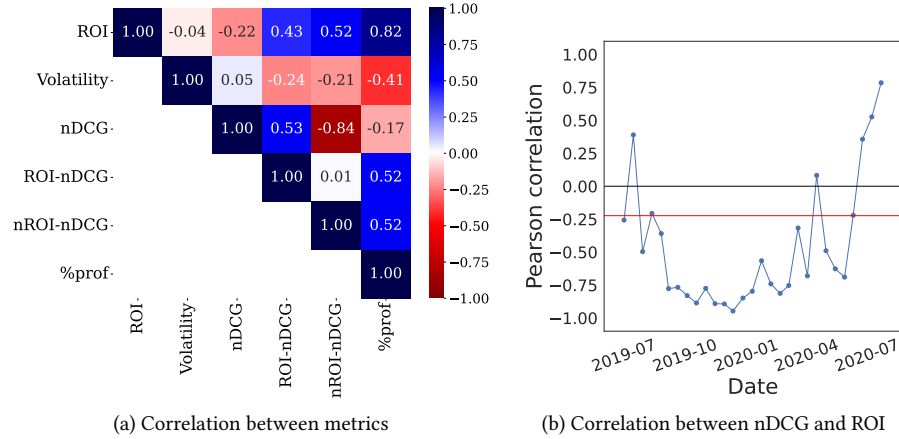 ROI
1.00 -0.04 -0.22 0.43 0.52 0.82
Volatility
1.00 0.05 -0.24 -0.21 -0.41
nDCG
1.00 0.53 -0.84 -0.17
ROI-nDCG
1.00 0.01 0.52
nROI-nDCG
1.00 0.52
%prof
1.00
ROI
Volatility
nDCG
ROI-nDCG
nROI-nDCG
%prof
1.00
0.75
0.50
0.25
0.00
−0.25
−0.50
−0.75
−1.00
(a) Correlation between metrics
Pearson correlation
1.00
0.75
0.50
0.25
0.00
−0.25
−0.50
−0.75
−1.00
2019-07
2019-10
2020-01
2020-04
2020-07
Date
(b) Correlation between nDCG and ROI